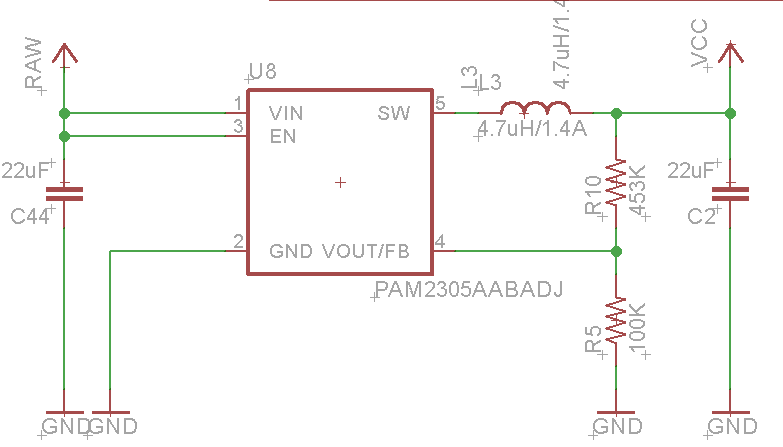 RAW
22uF
C44
GND
GND
U8
1
VIN
3
EN
2
GND
VOUT/FB
SW
5
4
PAM2305AABADJ
L3
L3
4.7uH/1.4
4.7uH/1.4A
R10
453K
R5
100K
GND
VCC
22uF
C2
GND